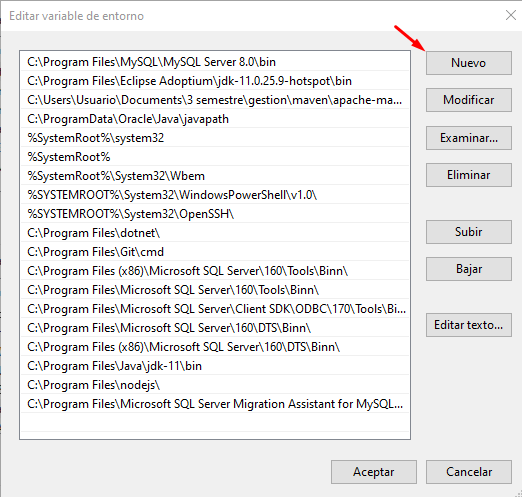 Editar variable de entorno
C:\Program Files\MySQL\MySQL Server 8.0\bin
C:\Program Files\Eclipse Adoptium\jdk-11.0.25.9-hotspot\bin
C:\Users\Usuario\Documents\3 semestre\gestion\maven\apache-ma...
C:\ProgramData\Oracle\Java\javapath
%SystemRoot%\system32
%SystemRoot%
%SystemRoot%\System32\Wbem
%SYSTEMROOT%\System32\WindowsPowerShell\v1.0\
%SYSTEMROOT%\System32\OpenSSH\
C:\Program Files\dotnet\
C:\Program Files\Git\cmd
C:\Program Files (x86)\Microsoft SQL Server\160\Tools\Binn\
C:\Program Files\Microsoft SQL Server\160\Tools\Binn\
C:\Program Files\Microsoft SQL Server\Client SDK\ODBC\170\Tools\Bi...
C:\Program Files\Microsoft SQL Server\160\DTS\Binn\
C:\Program Files (x86)\Microsoft SQL Server\160\DTS\Binn\
C:\Program Files\Java\jdk-11\bin
C:\Program Files\nodejs\
C:\Program Files\Microsoft SQL Server Migration Assistant for MySQL...
Nuevo
Modificar
Examinar...
Eliminar
Subir
Bajar
Editar texto...
Aceptar
Cancelar